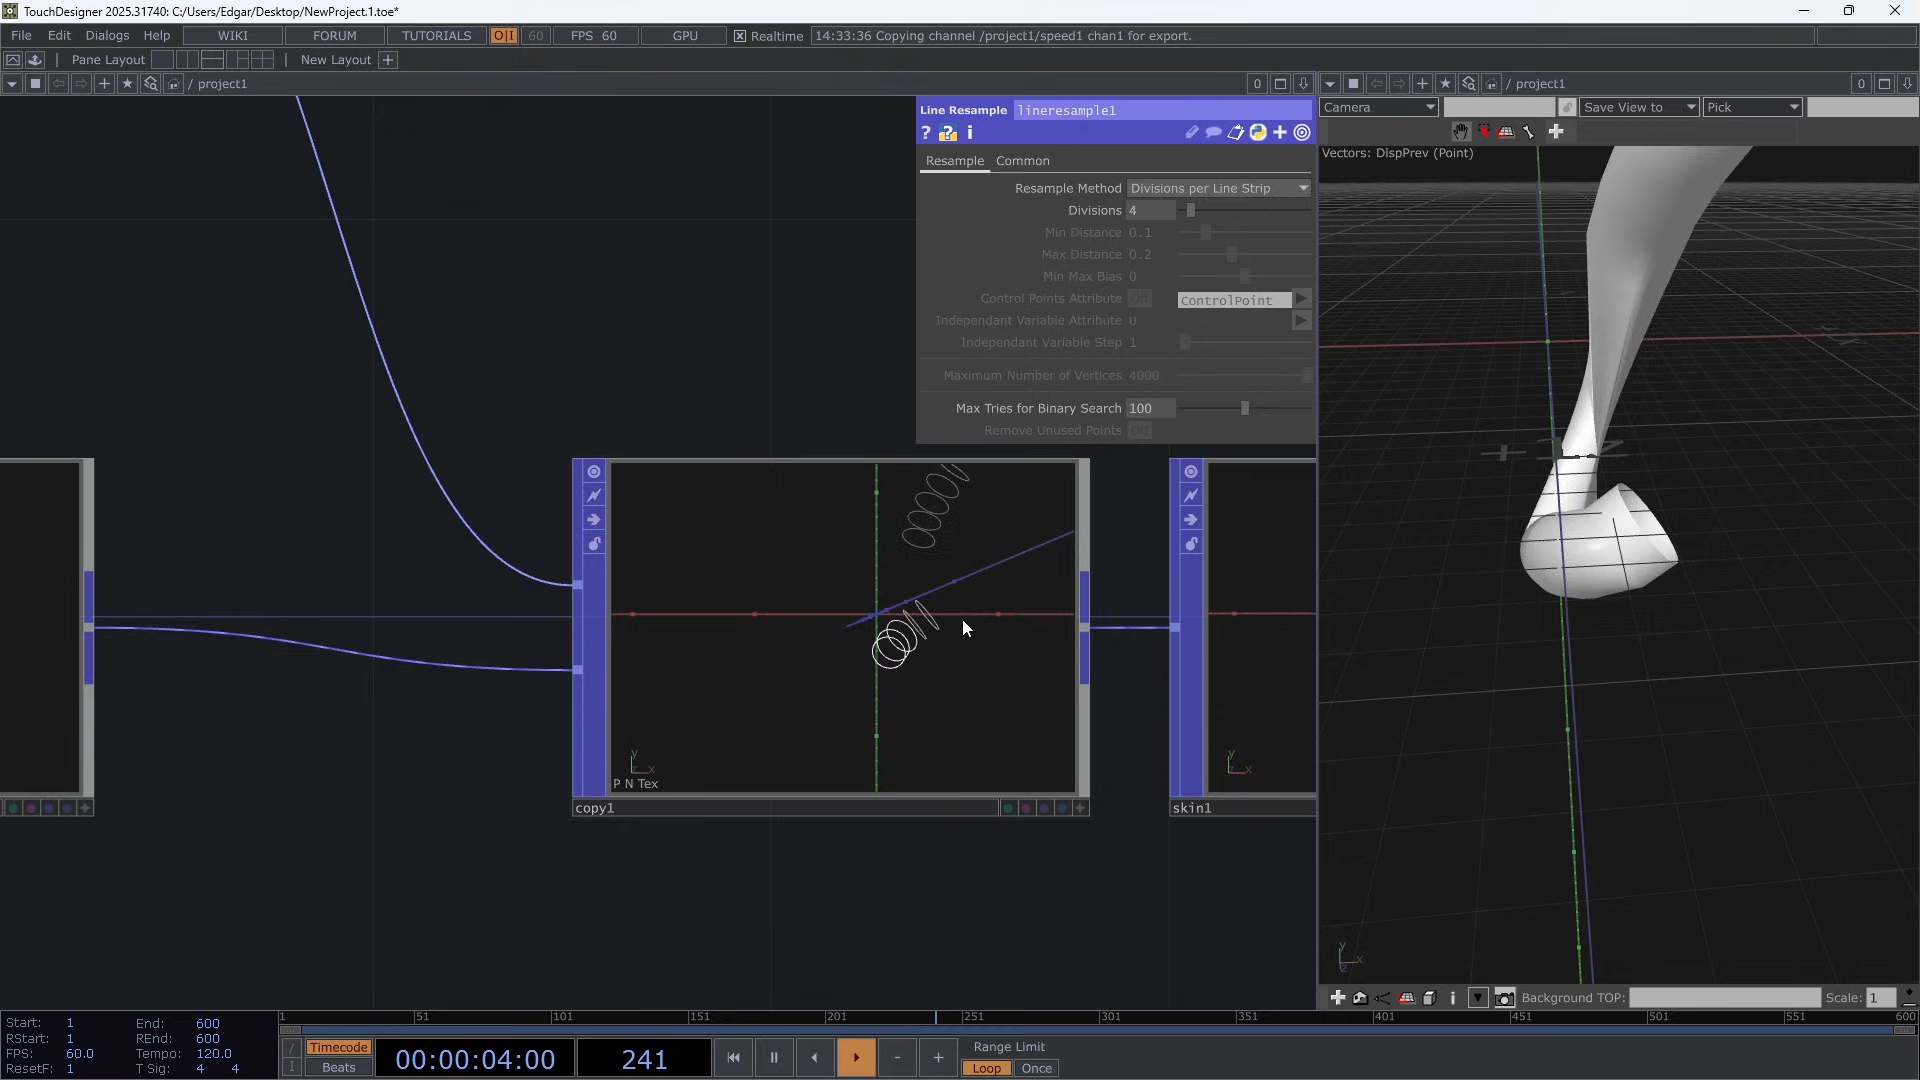 TouchDesigner 2025.31740: C:/Users/Edgar/Desktop/NewProject.1.toe*
File Edit Dialogs Help WIKI FORUM TUTORIALS O|I 60 FPS 60 GPU Realtime 14:33:36 Copying channel /project1/speed1 chan1 for export.
Pane Layout New Layout +
/ project1 0
/ project1 0
Line Resample lineresample1
Camera Save View to Pick
Vectors: DispPrev (Point)
Resample Common
Resample Method Divisions per Line Strip
Divisions 4
Min Distance 0.1
Max Distance 0.2
Min Max Bias 0
Control Points Attribute Off ControlPoint
Independant Variable Attribute U
Independant Variable Step 1
Maximum Number of Vertices 4000
Max Tries for Binary Search 100
Remove Unused Points Off
y
x
P N Tex
copy1
y
x
skin1
y
x
z
Background TOP: Scale: 1
Start: 1 End: 600
RStart: 1 REnd: 600
FPS: 60.0 Tempo: 120.0
ResetF: 1 T Sig: 4 4
1 51 101 151 201 251 301 351 401 451 501 551 600
Timecode
Beats
00:00:04:00 241
Range Limit
Loop Once